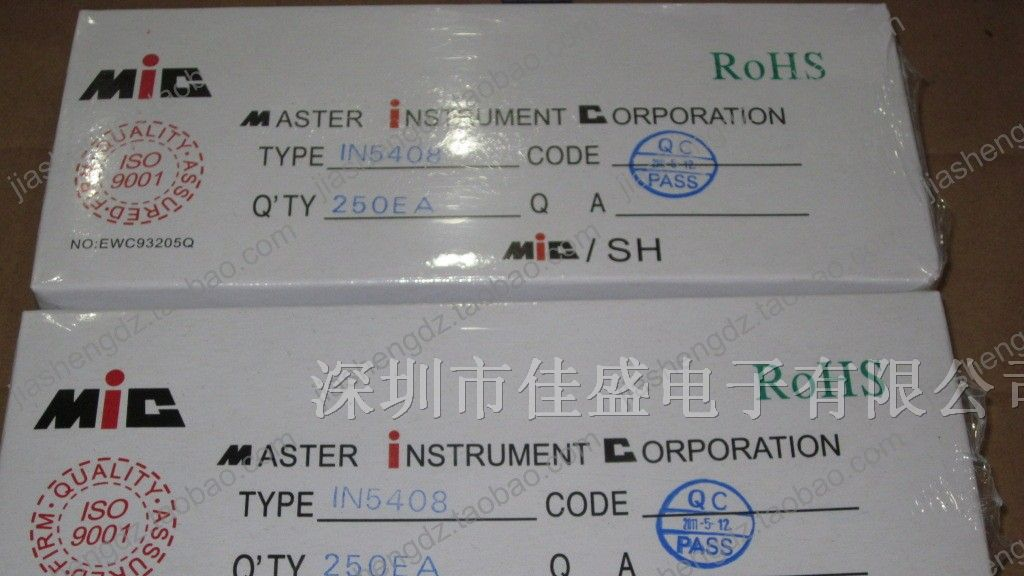 MiC
RoHS
MASTER iNSTRUMENT CORPORATION
QUALITY · ASSURED · FIRM
ISO
9001
TYPE IN5408 CODE
QC
PASS
Q'TY 250EA Q A
NO:EWC93205Q
MiC / SH
jiashengdz.taobao.com
深圳市佳盛电子有限公司
MiC
RoHS
MASTER iNSTRUMENT CORPORATION
QUALITY · ASSURED · FIRM
ISO
9001
TYPE IN5408 CODE
QC
2011-5-12
PASS
Q'TY 250EA Q A